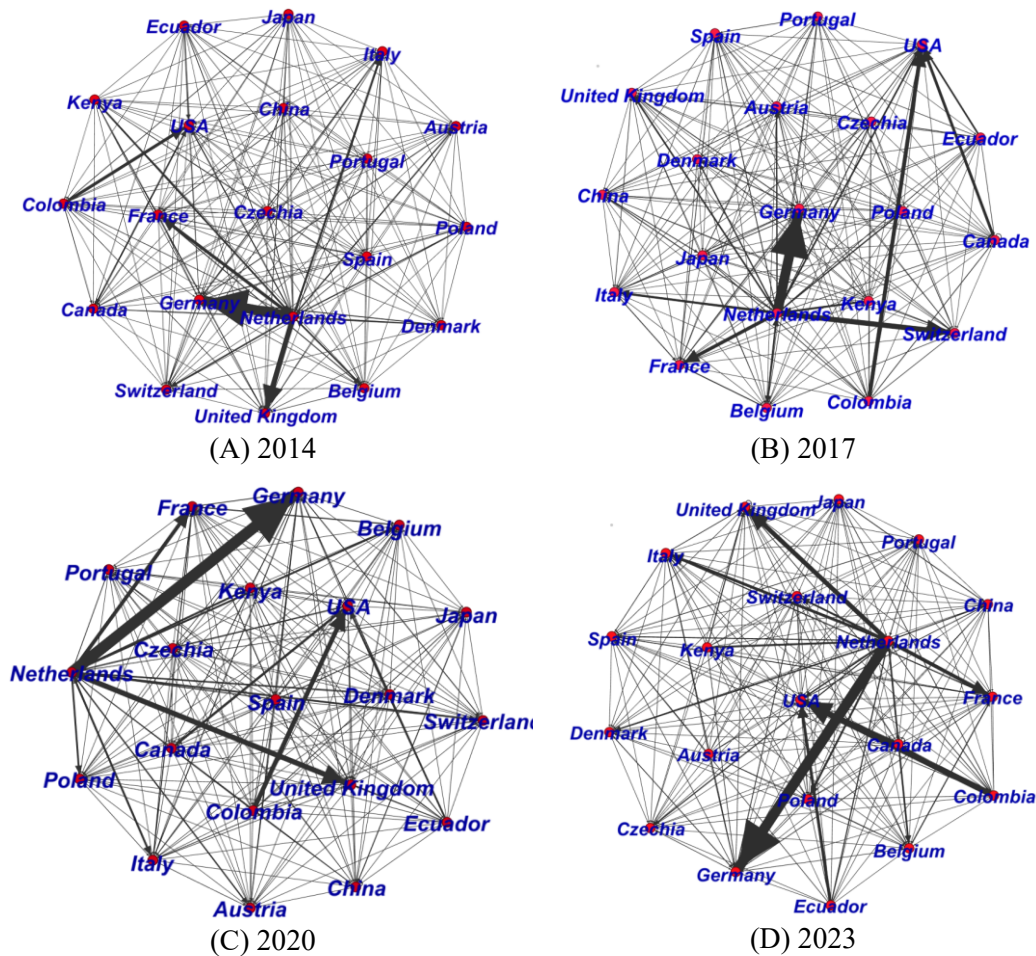 Ecuador
Japan
Italy
Kenya
USA
China
Austria
Portugal
Colombia
France
Czechia
Poland
Spain
Canada
Germany
Netherlands
Denmark
Switzerland
United Kingdom
Belgium
(A) 2014
Portugal
Spain
USA
United Kingdom
Austria
Czechia
Ecuador
Denmark
China
Germany
Poland
Canada
Japan
Italy
Netherlands
Kenya
Switzerland
France
Belgium
Colombia
(B) 2017
Germany
France
Belgium
Portugal
Kenya
USA
Japan
Czechia
Netherlands
Spain
Denmark
Switzerland
Canada
Poland
United Kingdom
Colombia
Ecuador
Italy
China
Austria
(C) 2020
United Kingdom
Japan
Italy
Portugal
Switzerland
China
Spain
Kenya
Netherlands
USA
France
Denmark
Austria
Canada
Poland
Colombia
Czechia
Germany
Belgium
Ecuador
(D) 2023